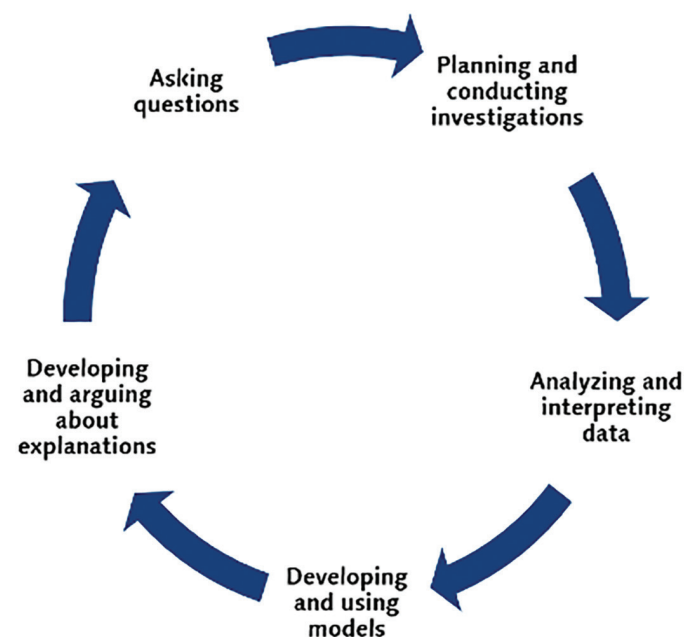 Asking
questions
Planning and
conducting
investigations
Analyzing and
interpreting
data
Developing
and using
models
Developing
and arguing
about
explanations